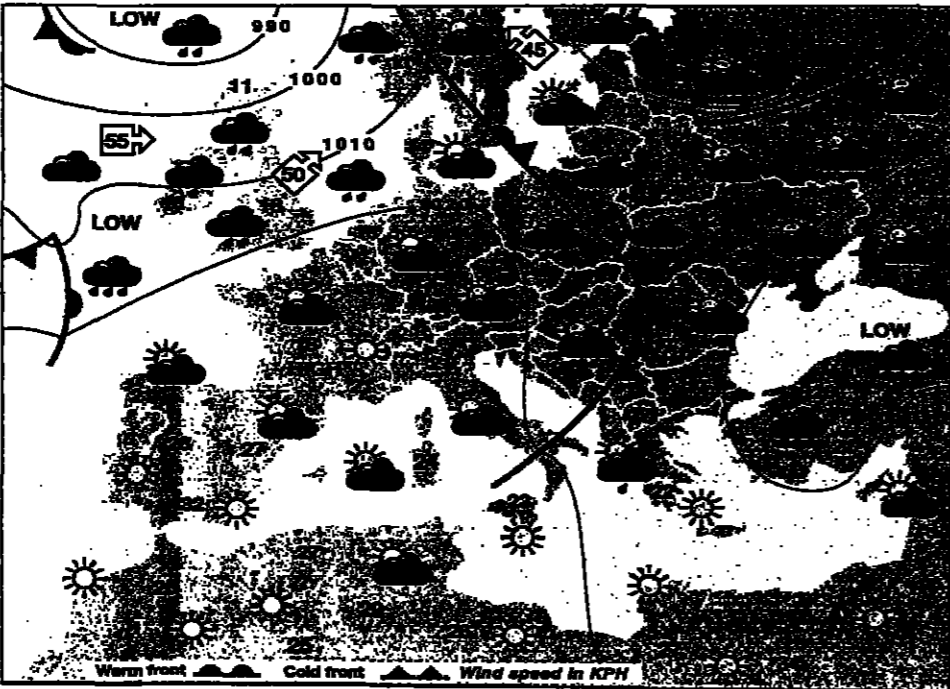 LOW
990
45
1000
11
55
1010
50
LOW
LOW
Warm front
Cold front
Wind speed in KPH